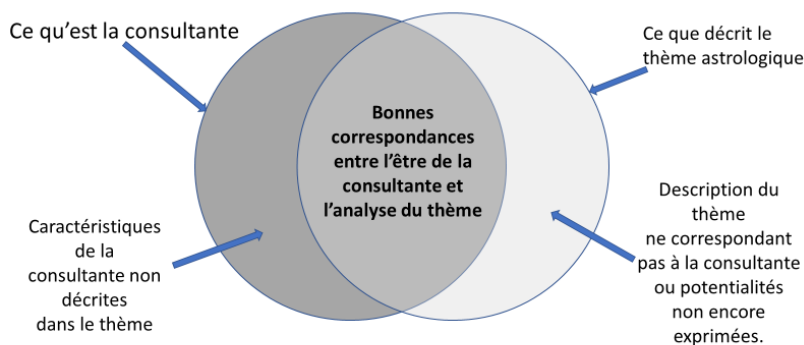 Ce qu'est la consultante
Ce que décrit le
thème astrologique
Bonnes
correspondances
entre l'être de la
consultante et
l'analyse du thème
Caractéristiques
de la
consultante non
décrites
dans le thème
Description du
thème
ne correspondant
pas à la consultante
ou potentialités
non encore
exprimées.